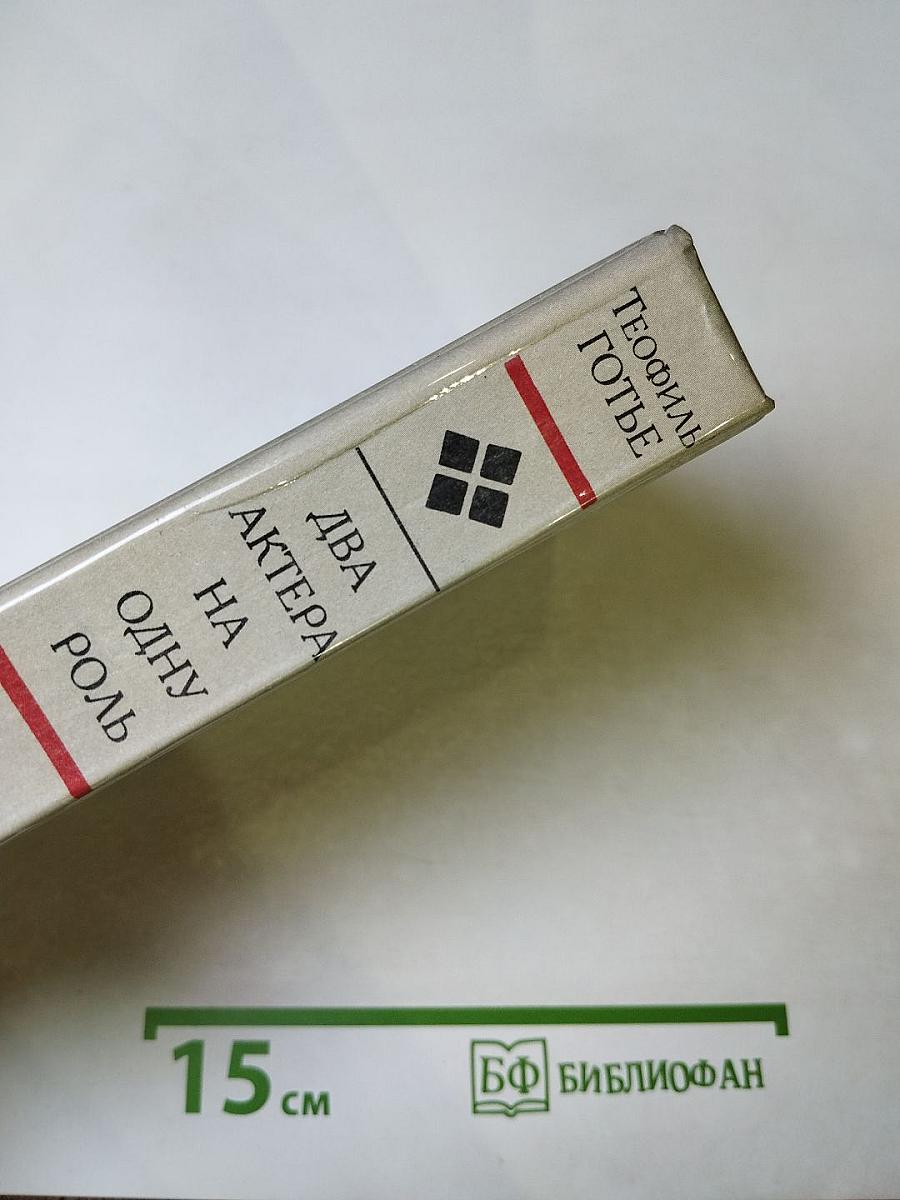 ТЕОФИЛЬ
ГОТЬЕ
ДВА
АКТЕРА
НА
ОДНУ
РОЛЬ
15 см
БФ БИБЛИОФАН